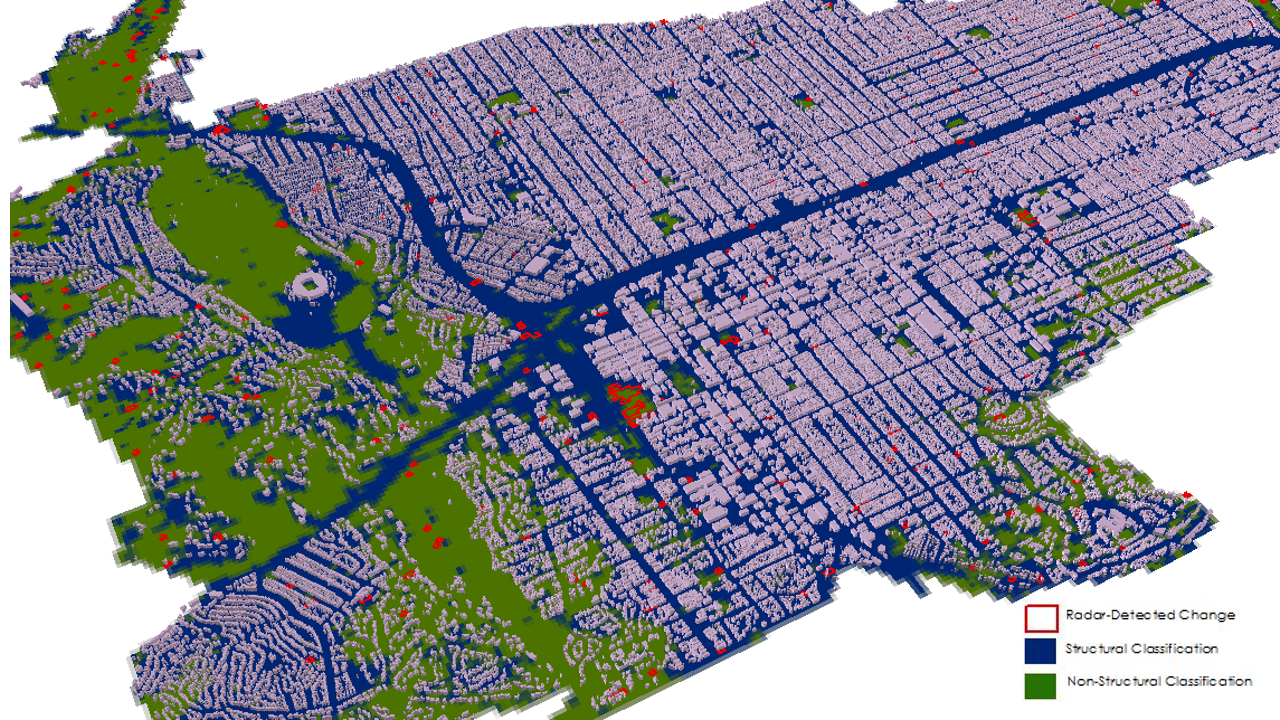 Radar-Detected Change
Structural Classification
Non-Structural Classification